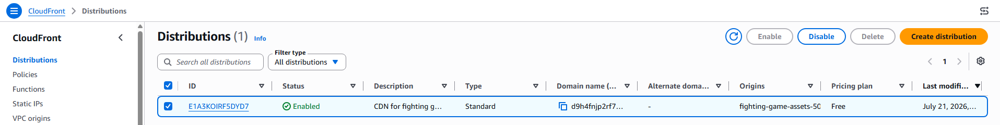 CloudFront > Distributions
CloudFront
Distributions
Policies
Functions
Static IPs
VPC origins
Distributions (1) Info
Enable Disable Delete Create distribution
Search all distributions
Filter type
All distributions
1
ID Status Description Type Domain name (... Alternate doma... Origins Pricing plan Last modifi...
E1A3KOIRF5DYD7 Enabled CDN for fighting g... Standard d9h4fnjp2rf7... - fighting-game-assets-50 Free July 21, 2026,...